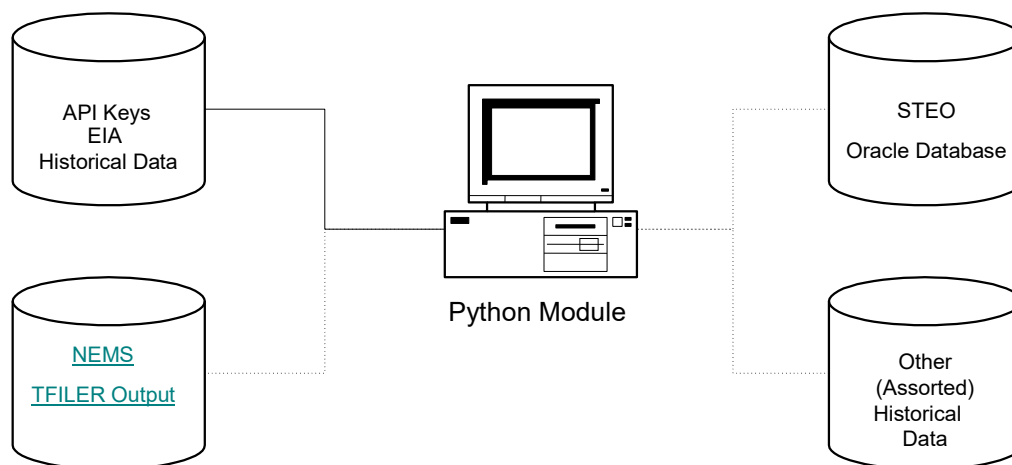 API Keys
EIA
Historical Data
STEO
Oracle Database
Python Module
NEMS
TFILER Output
Other
(Assorted)
Historical
Data